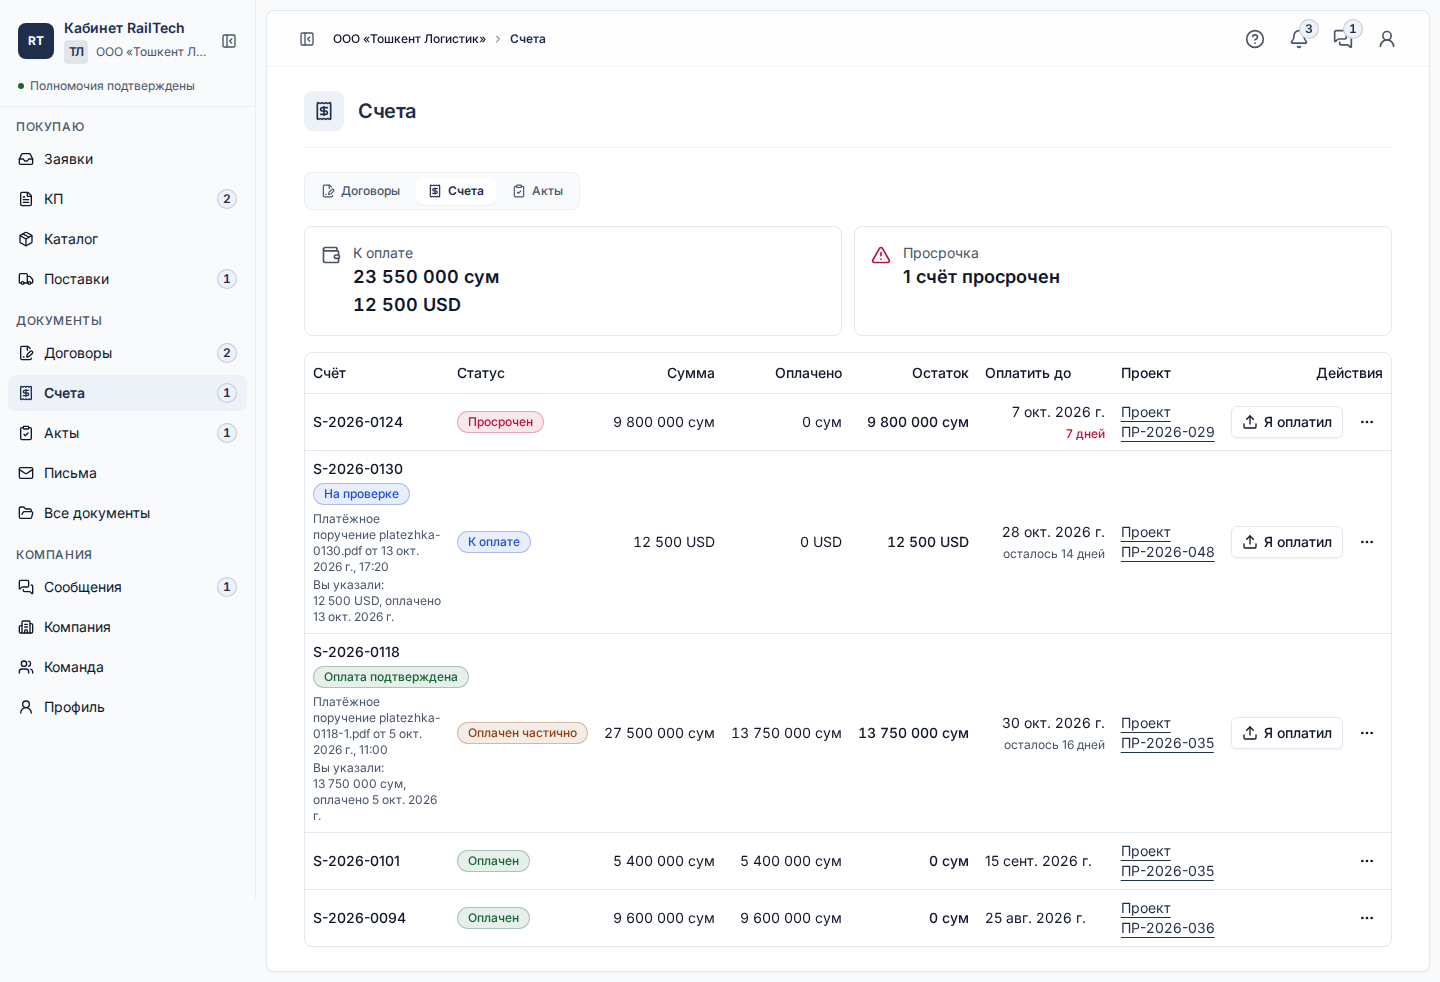 RT
Кабинет RailTech
ТЛ ООО «Тошкент Л...
Полномочия подтверждены
ПОКУПАЮ
Заявки
КП 2
Каталог
Поставки 1
ДОКУМЕНТЫ
Договоры 2
Счета 1
Акты 1
Письма
Все документы
КОМПАНИЯ
Сообщения 1
Компания
Команда
Профиль
ООО «Тошкент Логистик» › Счета
3 1
Счета
Договоры Счета Акты
К оплате
23 550 000 сум
12 500 USD
Просрочка
1 счёт просрочен
Счёт Статус Сумма Оплачено Остаток Оплатить до Проект Действия
S-2026-0124 Просрочен 9 800 000 сум 0 сум 9 800 000 сум 7 окт. 2026 г. Проект ПР-2026-029 Я оплатил ...
7 дней
S-2026-0130
На проверке
Платёжное
поручение platezhka-
0130.pdf от 13 окт.
2026 г., 17:20
Вы указали:
12 500 USD, оплачено
13 окт. 2026 г.
К оплате 12 500 USD 0 USD 12 500 USD 28 окт. 2026 г. Проект ПР-2026-048 Я оплатил ...
осталось 14 дней
S-2026-0118
Оплата подтверждена
Платёжное
поручение platezhka-
0118-1.pdf от 5 окт.
2026 г., 11:00
Вы указали:
13 750 000 сум,
оплачено 5 окт. 2026
г.
Оплачен частично 27 500 000 сум 13 750 000 сум 13 750 000 сум 30 окт. 2026 г. Проект ПР-2026-035 Я оплатил ...
осталось 16 дней
S-2026-0101 Оплачен 5 400 000 сум 5 400 000 сум 0 сум 15 сент. 2026 г. Проект ПР-2026-035 ...
S-2026-0094 Оплачен 9 600 000 сум 9 600 000 сум 0 сум 25 авг. 2026 г. Проект ПР-2026-036 ...